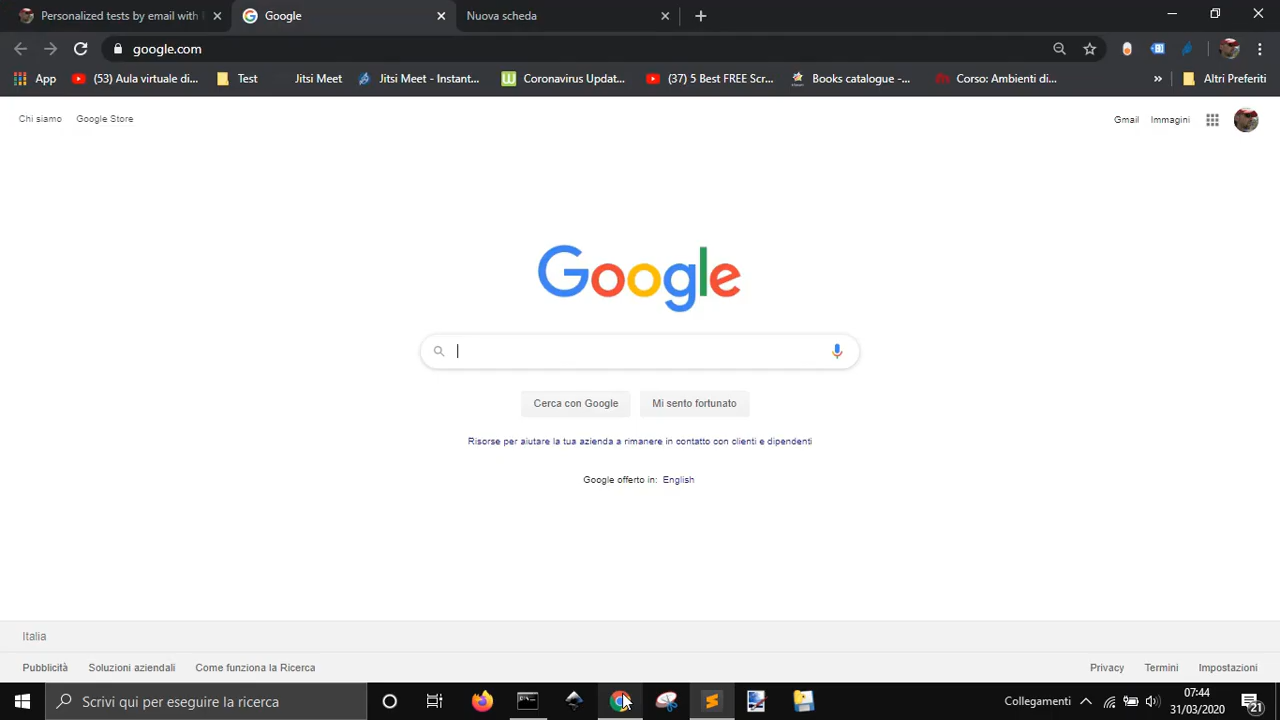 Personalized tests by email with
Google
Nuova scheda
google.com
App
(53) Aula virtuale di...
Test
Jitsi Meet
Jitsi Meet - Instant...
Coronavirus Updat...
(37) 5 Best FREE Scr...
Books catalogue -...
Corso: Ambienti di...
»
Altri Preferiti
Chi siamo
Google Store
Gmail
Immagini
Google
Cerca con Google
Mi sento fortunato
Risorse per aiutare la tua azienda a rimanere in contatto con clienti e dipendenti
Google offerto in: English
Italia
Pubblicità
Soluzioni aziendali
Come funziona la Ricerca
Privacy
Termini
Impostazioni
Scrivi qui per eseguire la ricerca
Collegamenti
07:44
31/03/2020
21